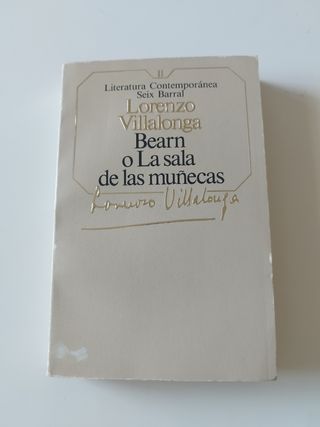 11
Literatura Contemporánea
Seix Barral
Lorenzo
Villalonga
Bearn
o La sala
de las muñecas
Lorenzo Villalonga